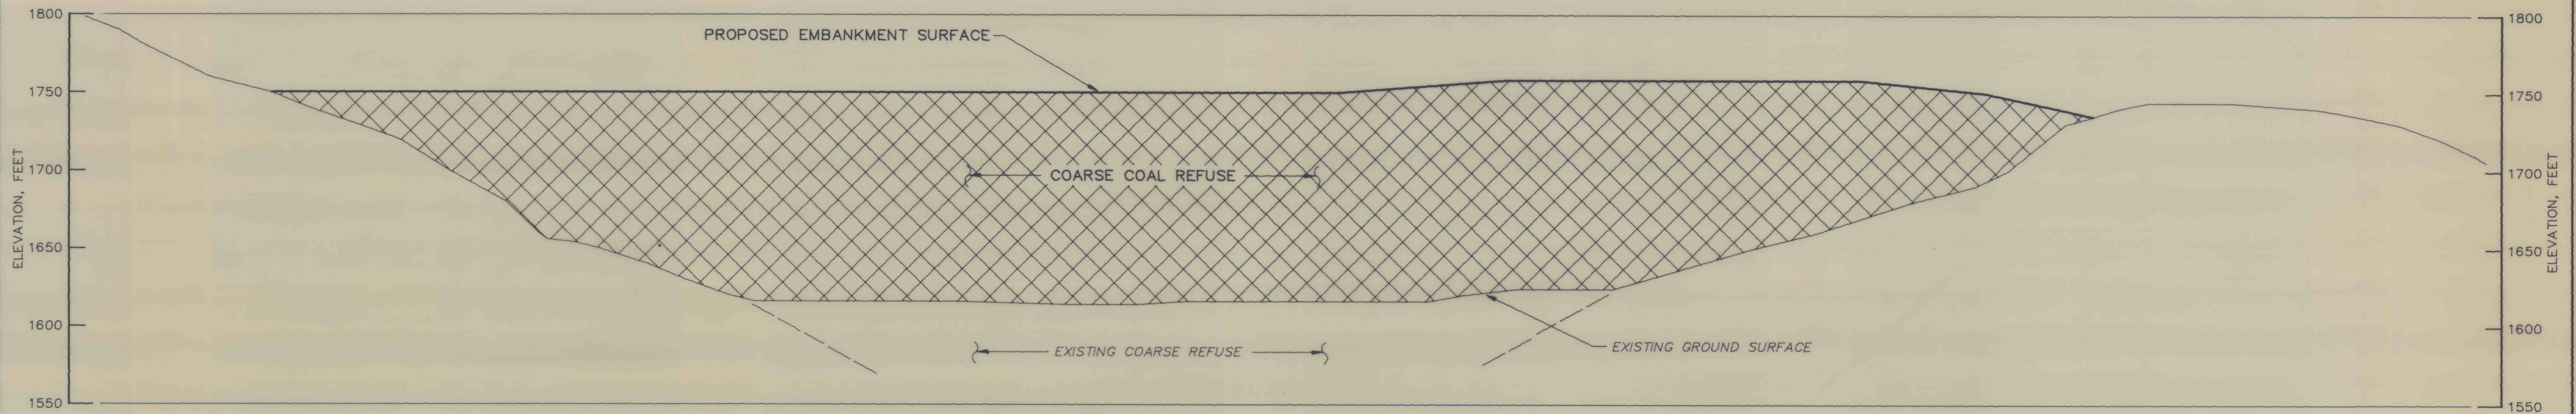 1800
1750
1700
1650
1600
1550
ELEVATION, FEET
PROPOSED EMBANKMENT SURFACE
COARSE COAL REFUSE
EXISTING COARSE REFUSE
EXISTING GROUND SURFACE
1800
1750
1700
1650
1600
1550
ELEVATION, FEET